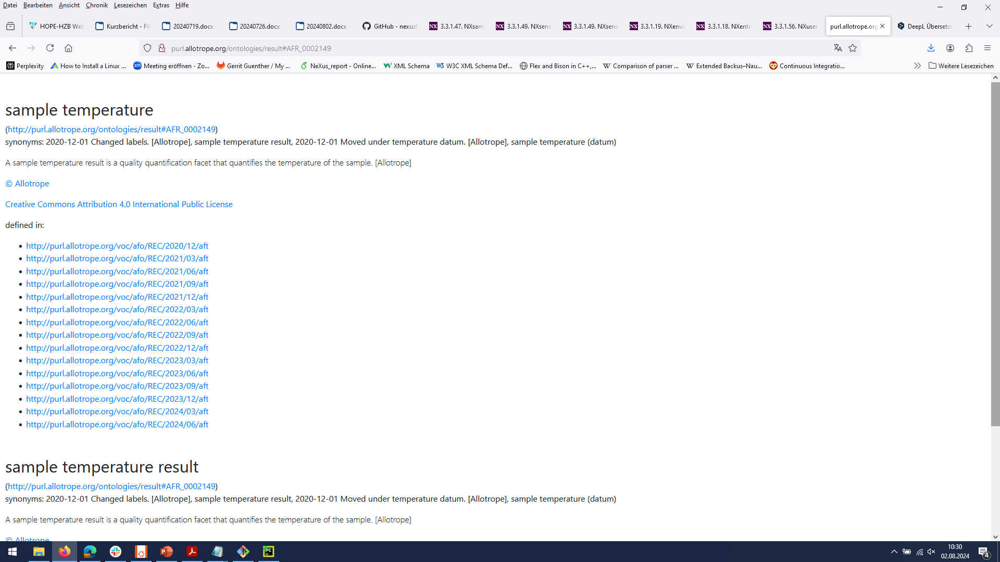 Datei Bearbeiten Ansicht Chronik Lesezeichen Extras Hilfe
HOPE-HZB Web Kurzbericht - File 20240719.docx - 20240726.docx - 20240802.docx - GitHub - nexusf 3.3.1.47. NXsam 3.3.1.49. NXsens 3.3.1.49. NXsens 3.3.1.19. NXenvi 3.3.1.18. NXentr 3.3.1.56. NXuser purl.allotrope.org DeepL Übersetze
purl.allotrope.org/ontologies/result#AFR_0002149
Perplexity How to Install a Linux ... Meeting eröffnen - Zo... Gerrit Guenther / My ... NeXus_report - Online... XML Schema W3C XML Schema Def... Flex and Bison in C++,... Comparison of parser ... Extended Backus–Nau... Continuous Integratio... Weitere Lesezeichen
sample temperature
(http://purl.allotrope.org/ontologies/result#AFR_0002149)
synonyms: 2020-12-01 Changed labels. [Allotrope], sample temperature result, 2020-12-01 Moved under temperature datum. [Allotrope], sample temperature (datum)
A sample temperature result is a quality quantification facet that quantifies the temperature of the sample. [Allotrope]
© Allotrope
Creative Commons Attribution 4.0 International Public License
defined in:
• http://purl.allotrope.org/voc/afo/REC/2020/12/aft
• http://purl.allotrope.org/voc/afo/REC/2021/03/aft
• http://purl.allotrope.org/voc/afo/REC/2021/06/aft
• http://purl.allotrope.org/voc/afo/REC/2021/09/aft
• http://purl.allotrope.org/voc/afo/REC/2021/12/aft
• http://purl.allotrope.org/voc/afo/REC/2022/03/aft
• http://purl.allotrope.org/voc/afo/REC/2022/06/aft
• http://purl.allotrope.org/voc/afo/REC/2022/09/aft
• http://purl.allotrope.org/voc/afo/REC/2022/12/aft
• http://purl.allotrope.org/voc/afo/REC/2023/03/aft
• http://purl.allotrope.org/voc/afo/REC/2023/06/aft
• http://purl.allotrope.org/voc/afo/REC/2023/09/aft
• http://purl.allotrope.org/voc/afo/REC/2023/12/aft
• http://purl.allotrope.org/voc/afo/REC/2024/03/aft
• http://purl.allotrope.org/voc/afo/REC/2024/06/aft
sample temperature result
(http://purl.allotrope.org/ontologies/result#AFR_0002149)
synonyms: 2020-12-01 Changed labels. [Allotrope], sample temperature result, 2020-12-01 Moved under temperature datum. [Allotrope], sample temperature (datum)
A sample temperature result is a quality quantification facet that quantifies the temperature of the sample. [Allotrope]
© Allotrope
10:30
02.08.2024
4